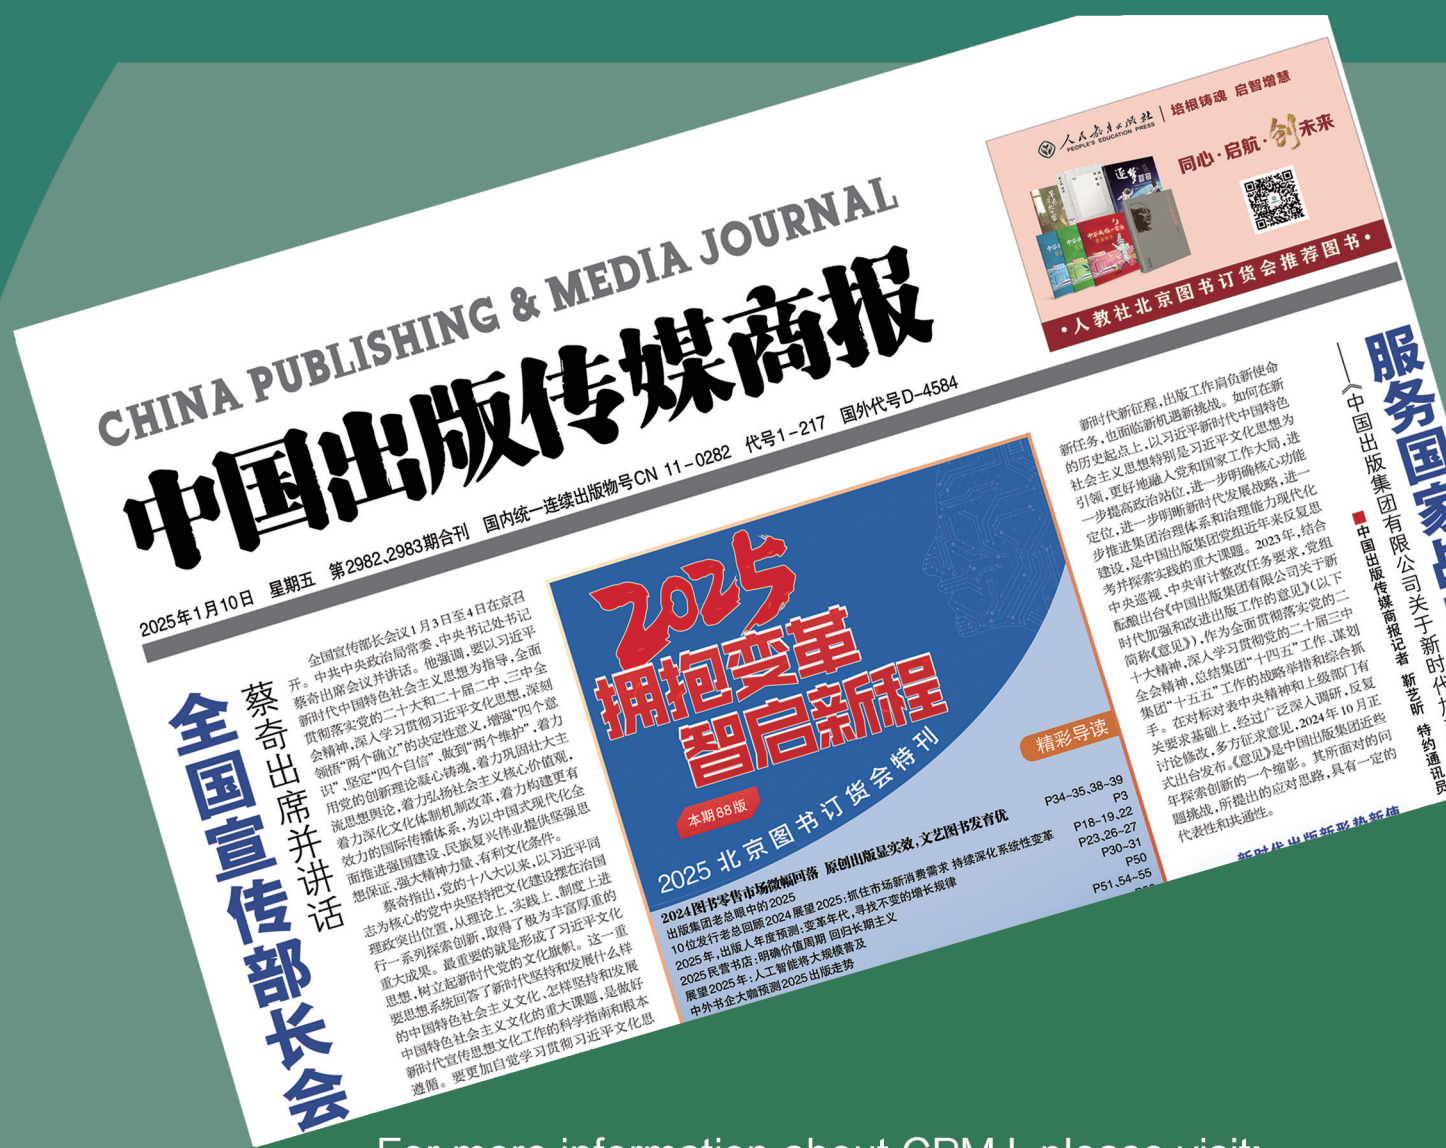 CHINA PUBLISHING & MEDIA JOURNAL
中国出版传媒商报
2025年1月10日 星期五 第2982、2983期合刊 国内统一连续出版物号CN 11-0282 代号1-217 国外代号D-4584
人民教育出版社
PEOPLE'S EDUCATION PRESS
培根铸魂 启智增慧
同心·启航·创未来
逐梦
·人教社北京图书订货会推荐图书·
全国宣传部长会
蔡奇出席并讲话
全国宣传部长会议1月3日至4日在京召
开。中共中央政治局常委、中央书记处书记
蔡奇出席会议并讲话。他强调,要以习近平
新时代中国特色社会主义思想为指导,全面
贯彻落实党的二十大和二十届二中、三中全
会精神,深入学习贯彻习近平文化思想,深刻
领悟“两个确立”的决定性意义,增强“四个意
识”、坚定“四个自信”、做到“两个维护”,着力
用党的创新理论凝心铸魂,着力巩固壮大主
流思想舆论,着力弘扬社会主义核心价值观,
着力深化文化体制机制改革,着力构建更有
效力的国际传播体系,为以中国式现代化全
面推进强国建设、民族复兴伟业提供坚强思
想保证、强大精神力量、有利文化条件。
蔡奇指出,党的十八大以来,以习近平同
志为核心的党中央坚持把文化建设摆在治国
理政突出位置,从理论上、实践上、制度上进
行一系列探索创新,取得了极为丰富厚重的
重大成果。最重要的就是形成了习近平文化
思想,树立起新时代党的文化旗帜。这一重
要思想系统回答了新时代坚持和发展什么样
的中国特色社会主义文化、怎样坚持和发展
中国特色社会主义文化的重大课题,是做好
新时代宣传思想文化工作的科学指南和根本
遵循。要更加自觉学习贯彻习近平文化思
2025
拥抱变革
智启新程
本期88版
2025 北京图书订货会特刊
精彩导读
2024图书零售市场微幅回落 原创出版显实效,文艺图书发育优 P34~35、38~39
出版集团老总眼中的2025 P3
10位发行老总回顾2024展望2025:抓住市场新消费需求 持续深化系统性变革 P18~19、22
2025年,出版人年度预测:变革年代,寻找不变的增长规律 P23、26~27
2025民营书店:明确价值周期 回归长期主义 P30~31
展望2025年:人工智能将大规模普及 P50
中外书企大咖预测2025出版走势 P51、54~55
新时代新征程,出版工作肩负新使命
新任务,也面临新机遇新挑战。如何在新
的历史起点上,以习近平新时代中国特色
社会主义思想特别是习近平文化思想为
引领,更好地融入党和国家工作大局,进
一步提高政治站位,进一步明确核心功能
定位,进一步明晰新时代发展战略,进一
步推进集团治理体系和治理能力现代化
建设,是中国出版集团党组近年来反复思
考并探索实践的重大课题。2023年,结合
中央巡视、中央审计整改任务要求,党组
酝酿出台《中国出版集团有限公司关于新
时代加强和改进出版工作的意见》(以下
简称《意见》),作为全面贯彻落实党的二
十大精神,深入学习贯彻党的二十届三中
全会精神,总结集团“十四五”工作、谋划
集团“十五五”工作的战略举措和综合抓
手。在对标对表中央精神和上级部门有
关要求基础上,经过广泛深入调研,反复
讨论修改,多方征求意见,2024年10月正
式出台发布。《意见》是中国出版集团近些
年探索创新的一个缩影。其所面对的问
题挑战,所提出的应对思路,具有一定的
代表性和共通性。
新时代出版新形势新使
服务国家战
——《中国出版集团有限公司关于新时代
■中国出版传媒商报记者 靳艺昕 特约通讯员
For more information about CPMJ, please visit: